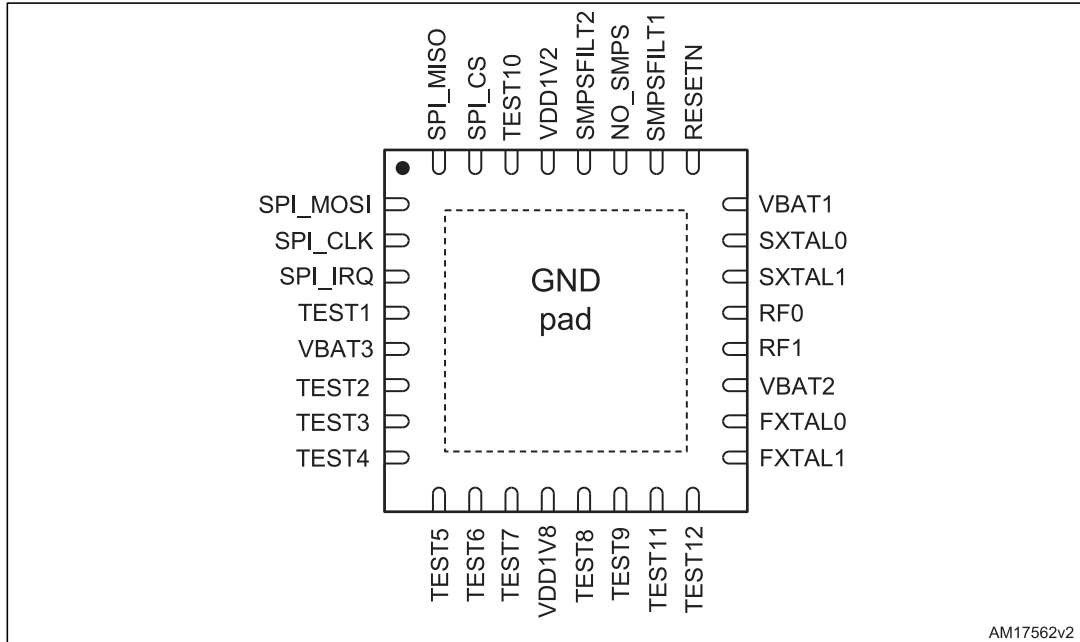 SPI_MISO
SPI_CS
TEST10
VDD1V2
SMPSFILT2
NO_SMPS
SMPSFILT1
RESETN
SPI_MOSI
SPI_CLK
SPI_IRQ
TEST1
VBAT3
TEST2
TEST3
TEST4
GND
pad
VBAT1
SXTAL0
SXTAL1
RF0
RF1
VBAT2
FXTAL0
FXTAL1
TEST5
TEST6
TEST7
VDD1V8
TEST8
TEST9
TEST11
TEST12
AM17562v2